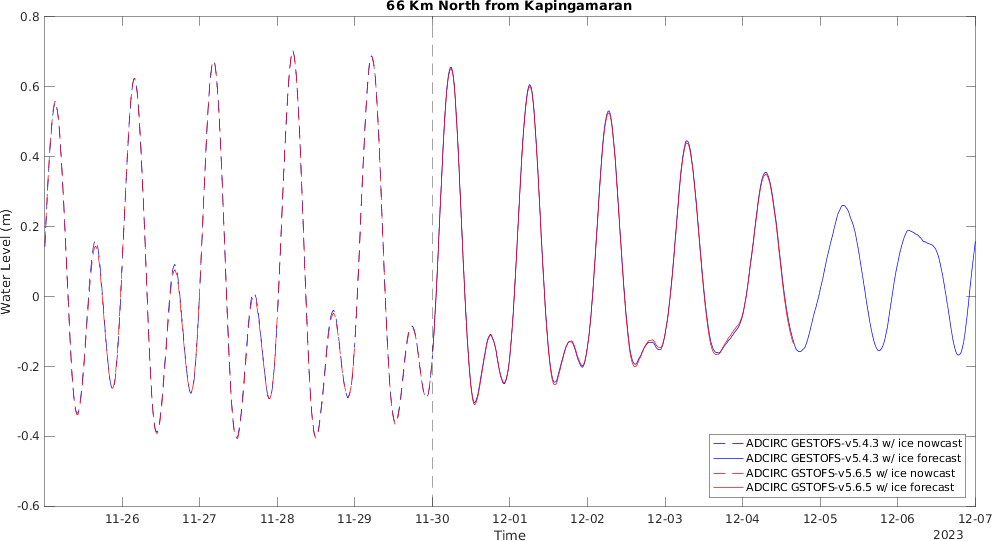 66 Km North from Kapingamaran
0.8
0.6
0.4
0.2
0
-0.2
-0.4
-0.6
Water Level (m)
ADCIRC GESTOFS-v5.4.3 w/ ice nowcast
ADCIRC GESTOFS-v5.4.3 w/ ice forecast
ADCIRC GSTOFS-v5.6.5 w/ ice nowcast
ADCIRC GSTOFS-v5.6.5 w/ ice forecast
11-26 11-27 11-28 11-29 11-30 12-01 12-02 12-03 12-04 12-05 12-06 12-07
Time
2023